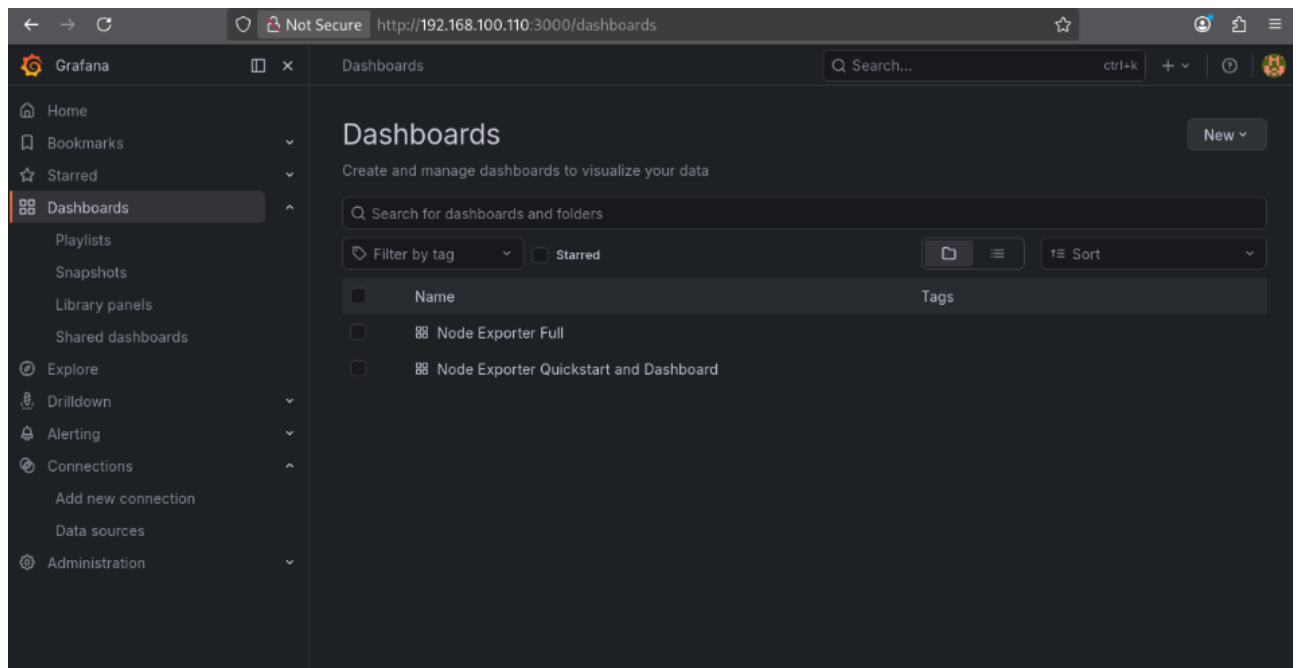 Not Secure http://192.168.100.110:3000/dashboards
Grafana
Dashboards
Search...
ctrl+k
Home
Bookmarks
Starred
Dashboards
Playlists
Snapshots
Library panels
Shared dashboards
Explore
Drilldown
Alerting
Connections
Add new connection
Data sources
Administration
Dashboards
New
Create and manage dashboards to visualize your data
Search for dashboards and folders
Filter by tag
Starred
Sort
Name Tags
Node Exporter Full
Node Exporter Quickstart and Dashboard